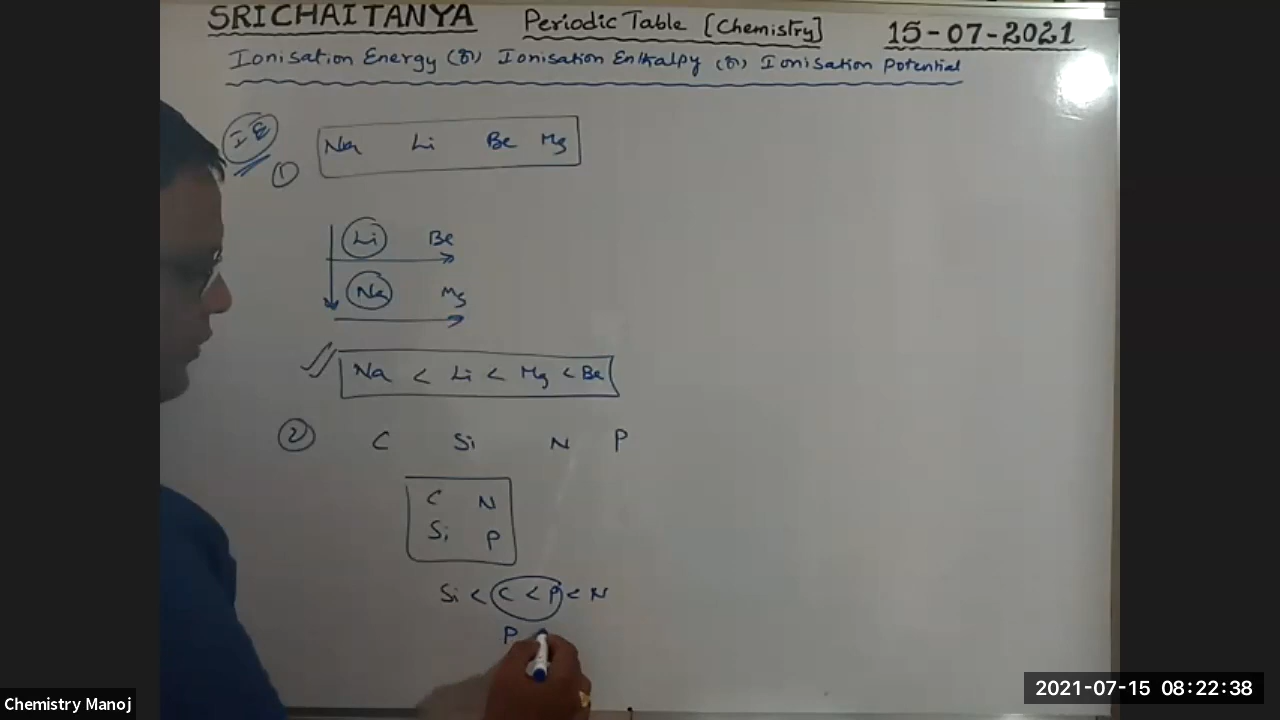 SRICHAITANYA Periodic Table [Chemistry] 15-07-2021
Ionisation Energy (or) Ionisation Enthalpy (or) Ionisation Potential
IE
① Na Li Be Mg
Li Be
Na Mg
Na < Li < Mg < Be
② C Si N P
C N
Si P
Si < C < P < N
P
Chemistry Manoj
2021-07-15 08:22:38